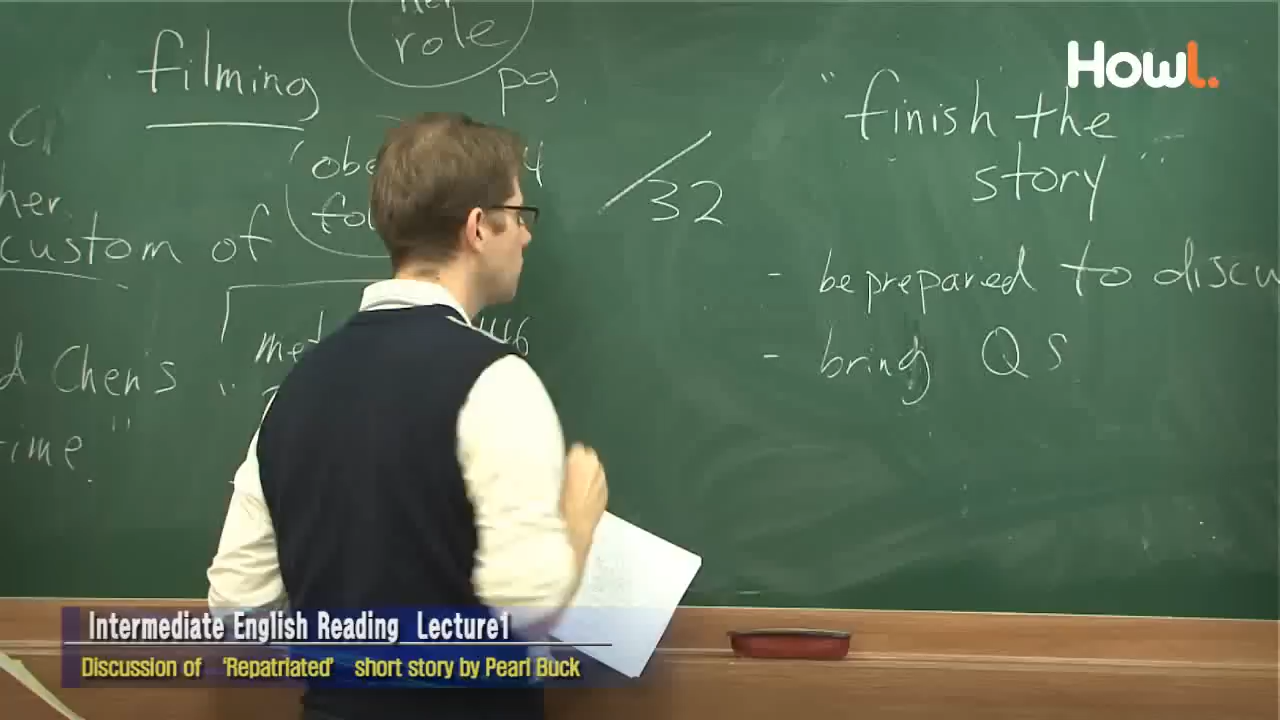 HowL.
filming
role
pg
her
custom of
Chen's "
ime "
32
"finish the
story"
- be prepared to discu
- bring QS
Intermediate English Reading Lecture1
Discussion of 'Repatriated' short story by Pearl Buck